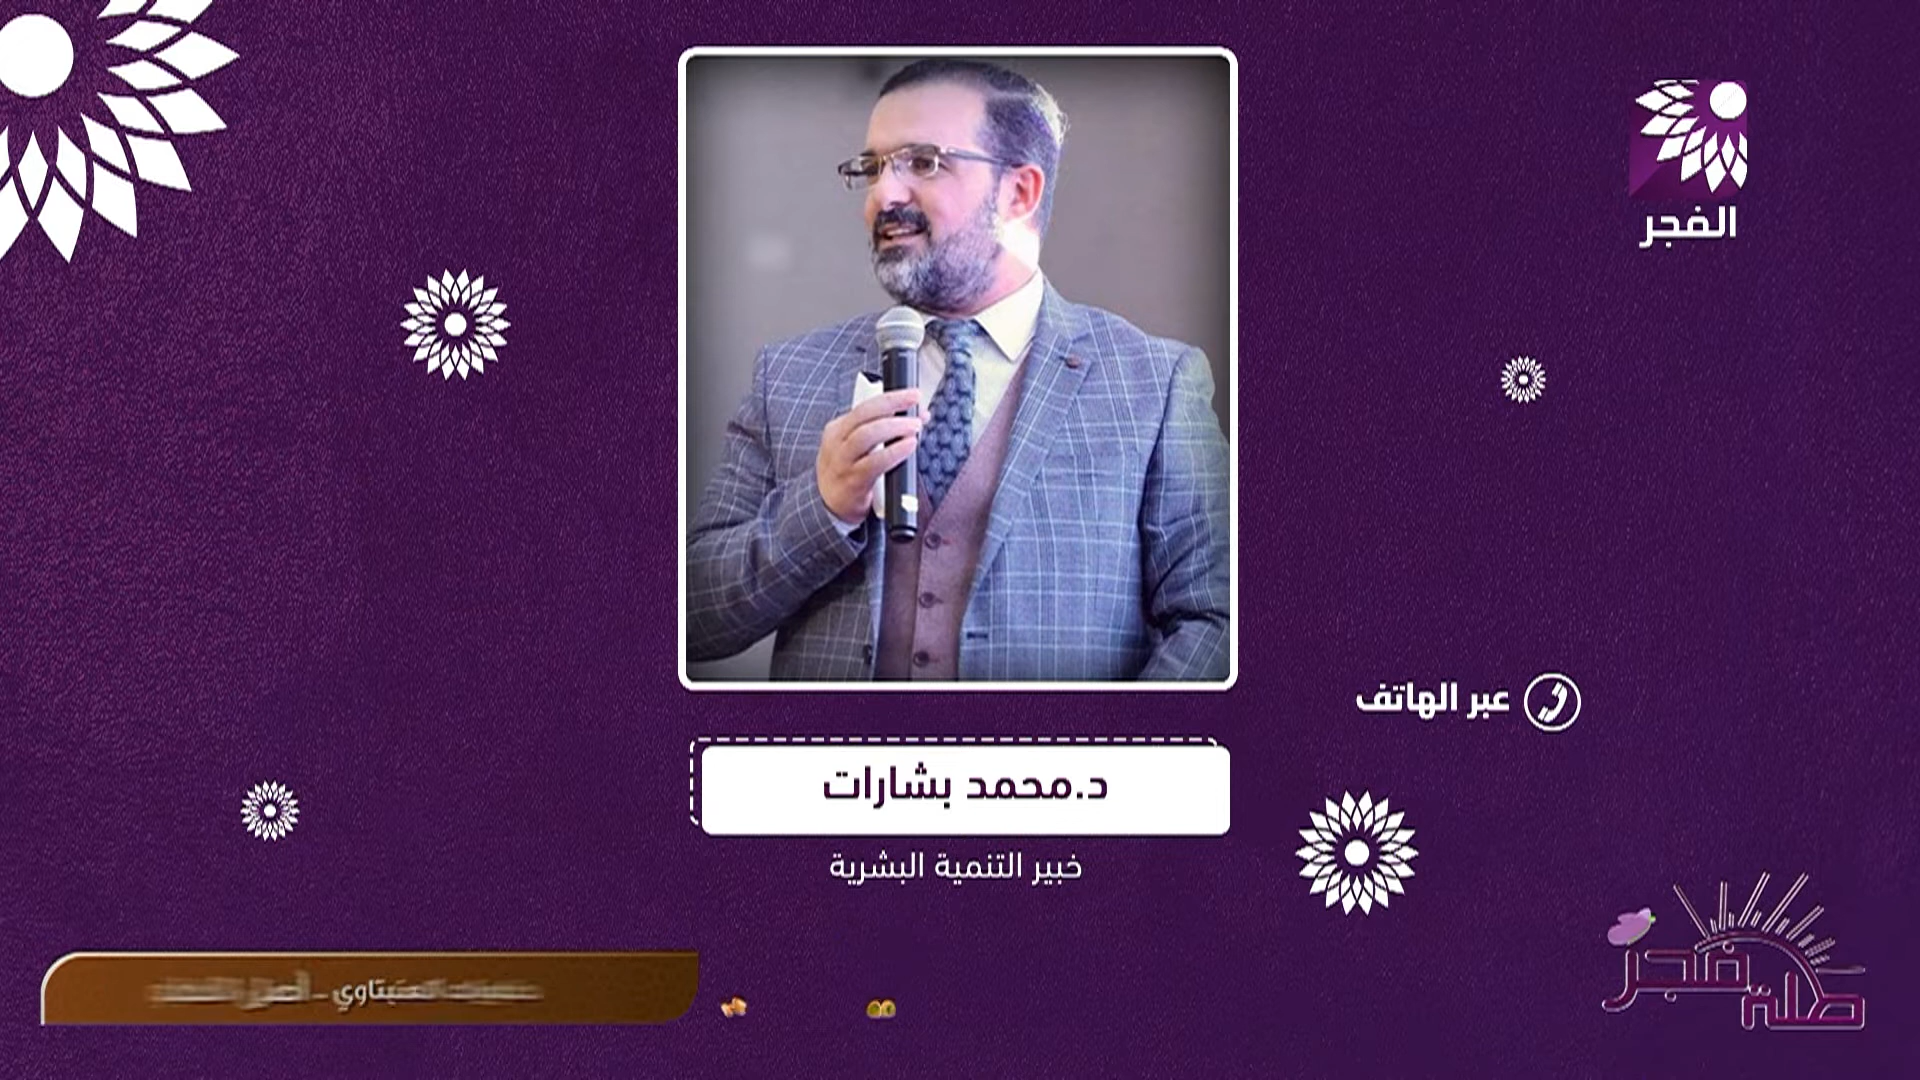 الفجر
عبر الهاتف
د.محمد بشارات
خبير التنمية البشرية
طلة فجر